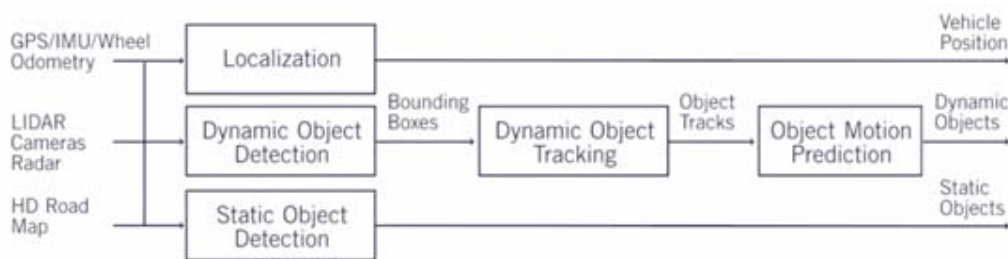 GPS/IMU/Wheel
Odometry
Localization
Vehicle
Position
LIDAR
Cameras
Radar
Dynamic Object
Detection
Bounding
Boxes
Dynamic Object
Tracking
Object
Tracks
Object Motion
Prediction
Dynamic
Objects
HD Road
Map
Static Object
Detection
Static
Objects